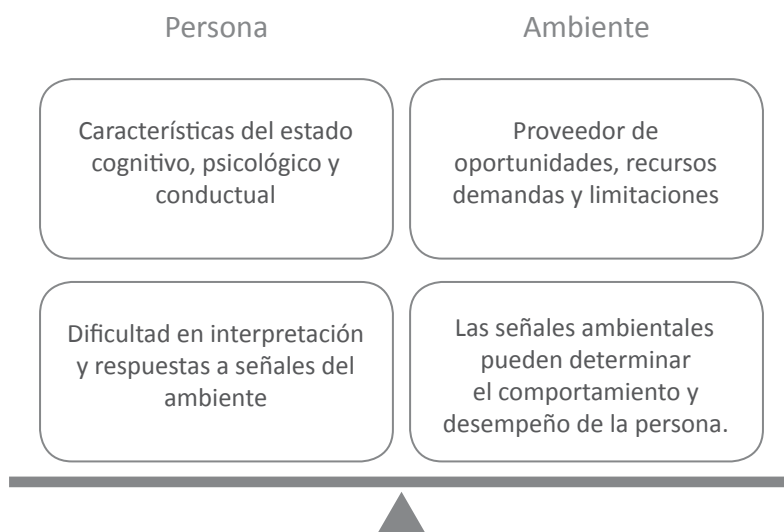 Persona
Ambiente
Características del estado
cognitivo, psicológico y
conductual
Proveedor de
oportunidades, recursos
demandas y limitaciones
Dificultad en interpretación
y respuestas a señales del
ambiente
Las señales ambientales
pueden determinar
el comportamiento y
desempeño de la persona.